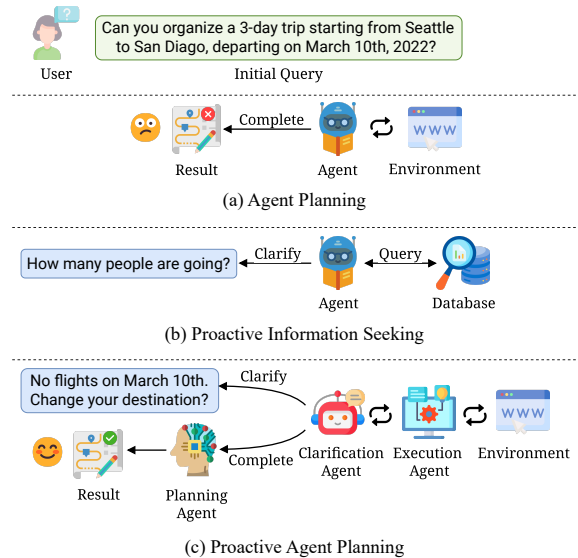 Can you organize a 3-day trip starting from Seattle
to San Diago, departing on March 10th, 2022?
User
Initial Query
Complete
WWW
Result
Agent
Environment
(a) Agent Planning
How many people are going?
Clarify
Query
Agent
Database
(b) Proactive Information Seeking
No flights on March 10th.
Change your destination?
Clarify
WWW
Complete
Clarification
Agent
Execution
Agent
Environment
Result
Planning
Agent
(c) Proactive Agent Planning